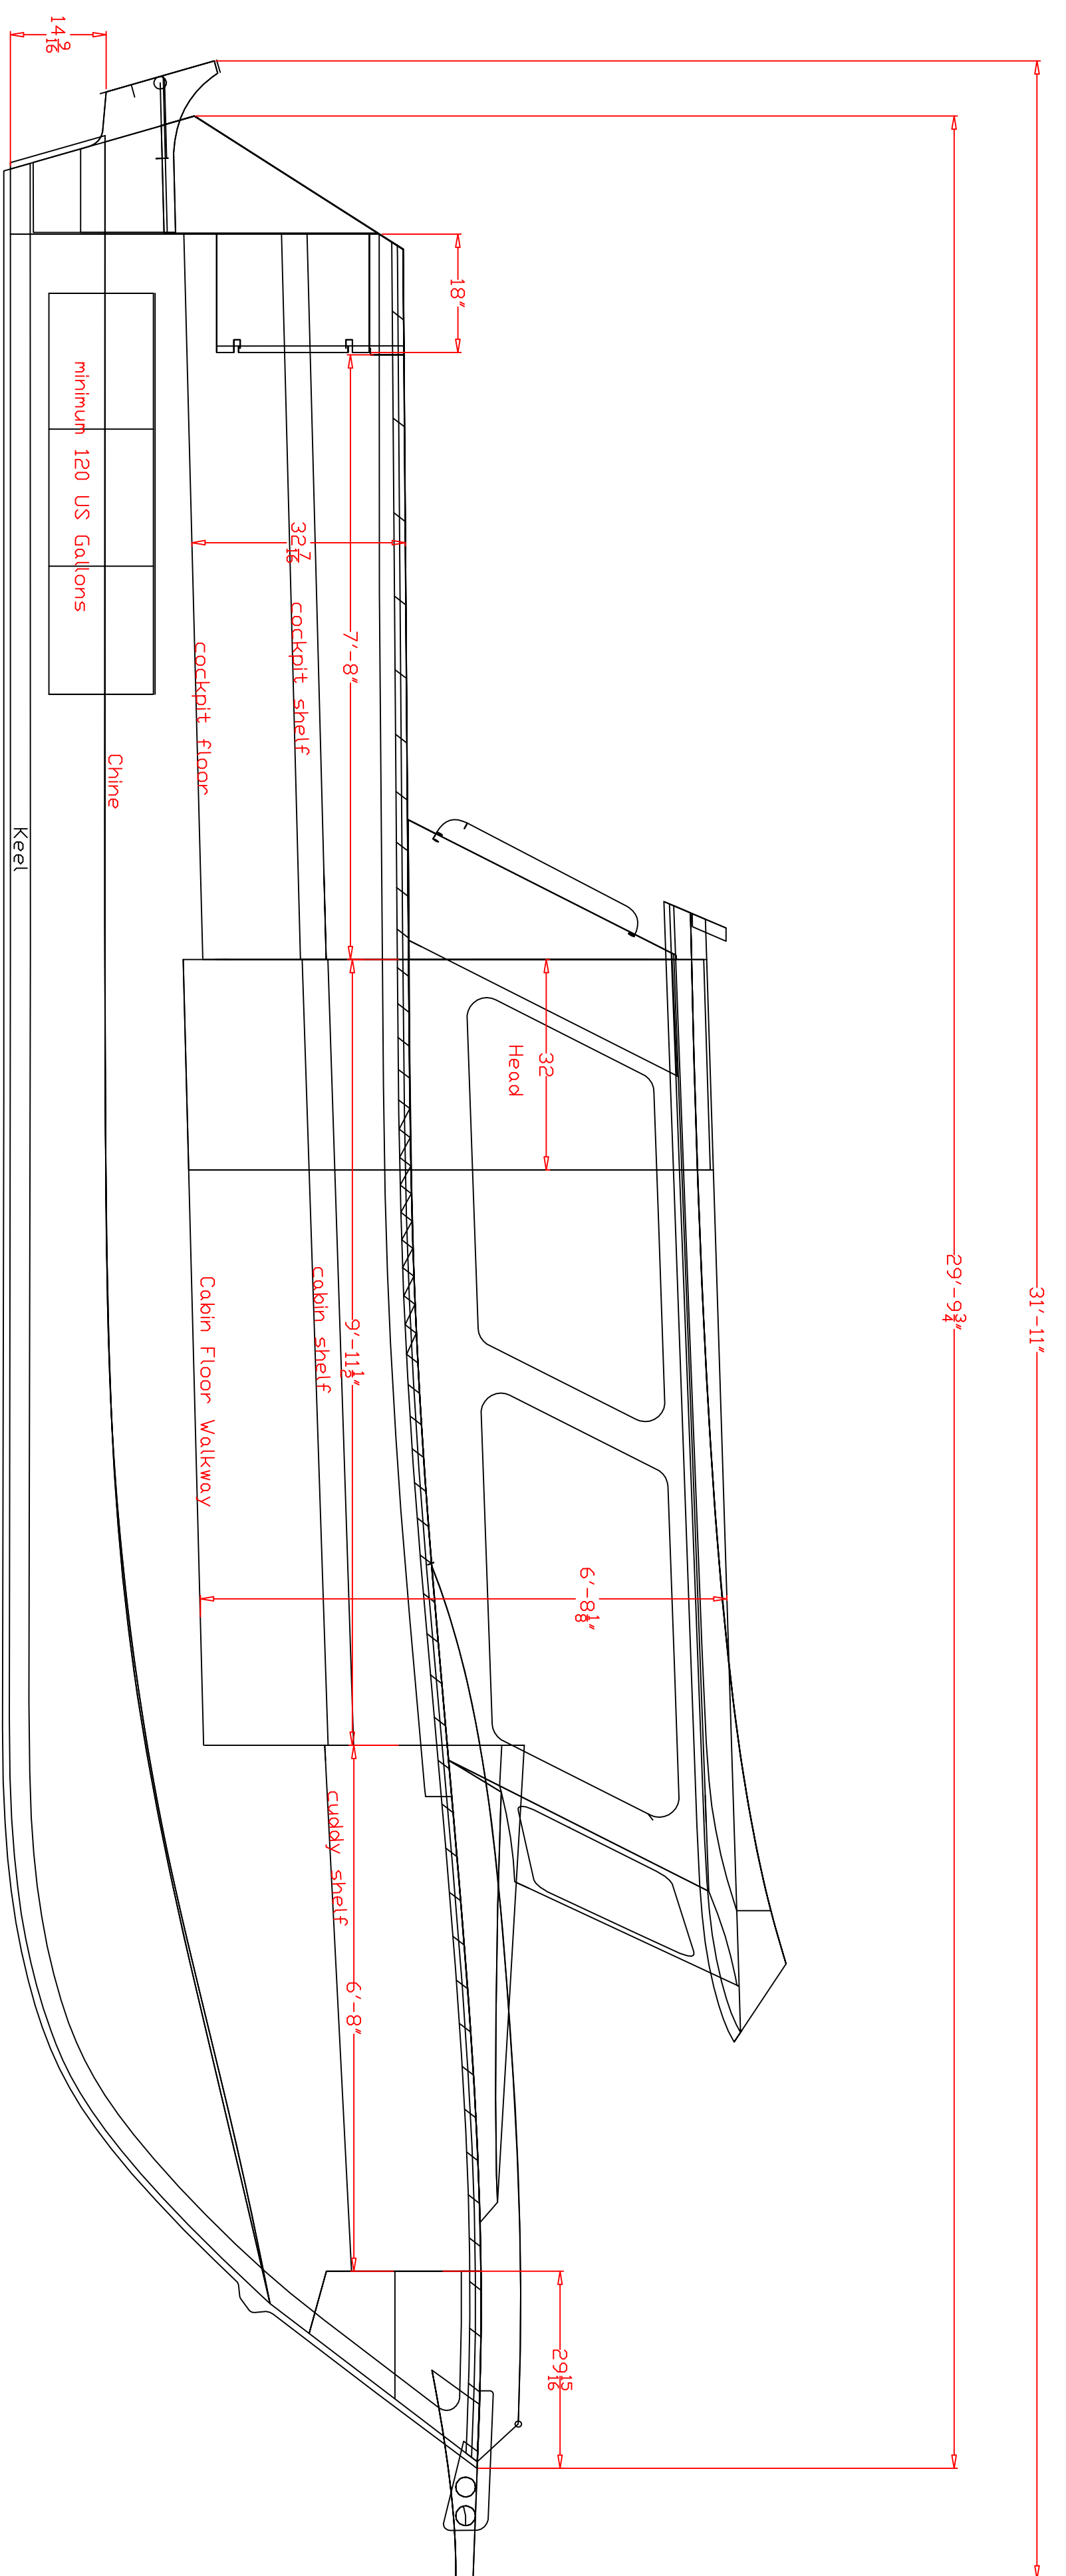 31'-11"
29'-9 3/4"
6'-8 1/8"
29 15/16
32
Head
18"
7'-8"
9'-11 1/2"
6'-8"
32 7/16
cockpit shelf
cabin shelf
cuddy shelf
cockpit floor
Cabin Floor Walkway
Chine
minimum 120 US Gallons
14 9/16
Keel